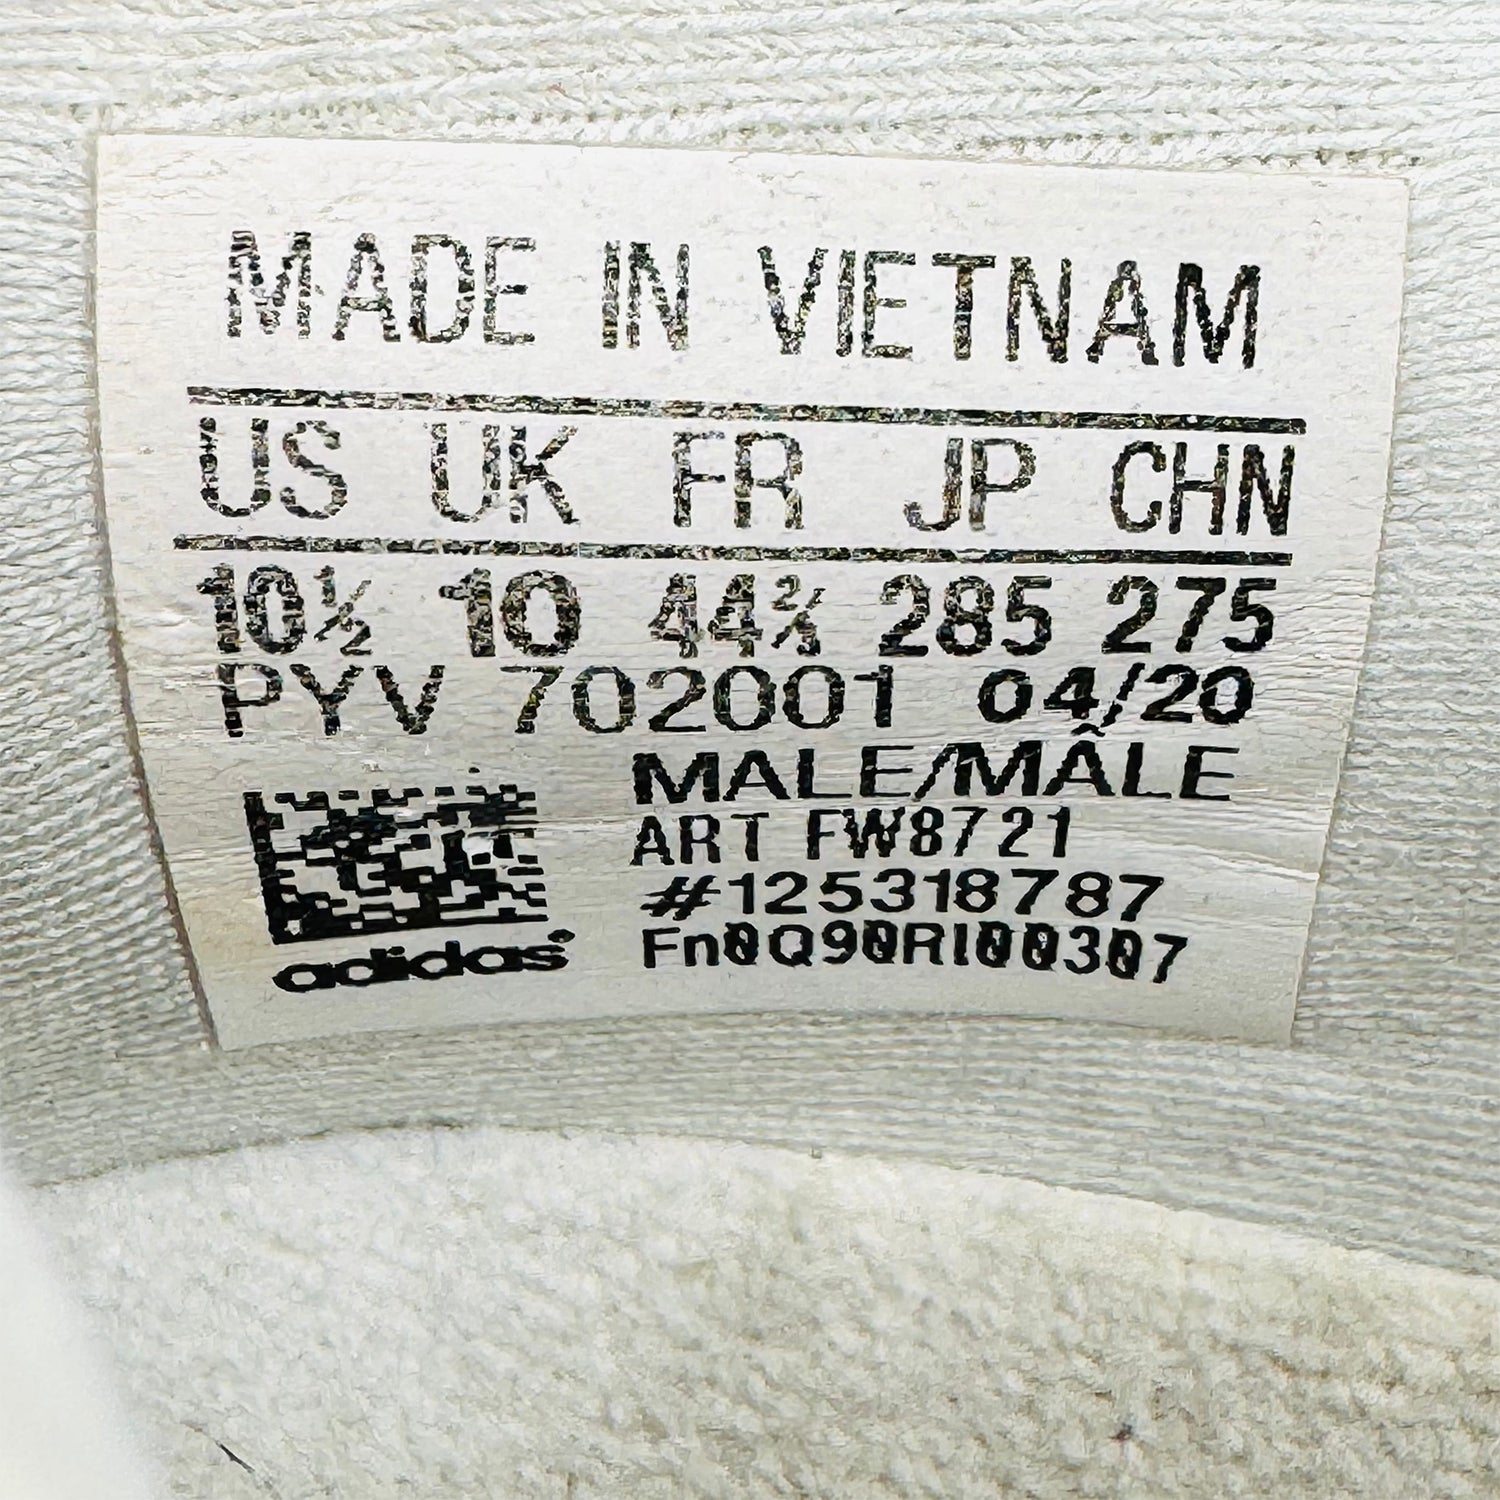 MADE IN VIETNAM
US UK FR JP CHN
10½ 10 44⅔ 285 275
PYV 702001 04/20
MALE/MÂLE
ART FW8721
#125318787
Fn0Q90RI00307
adidas®